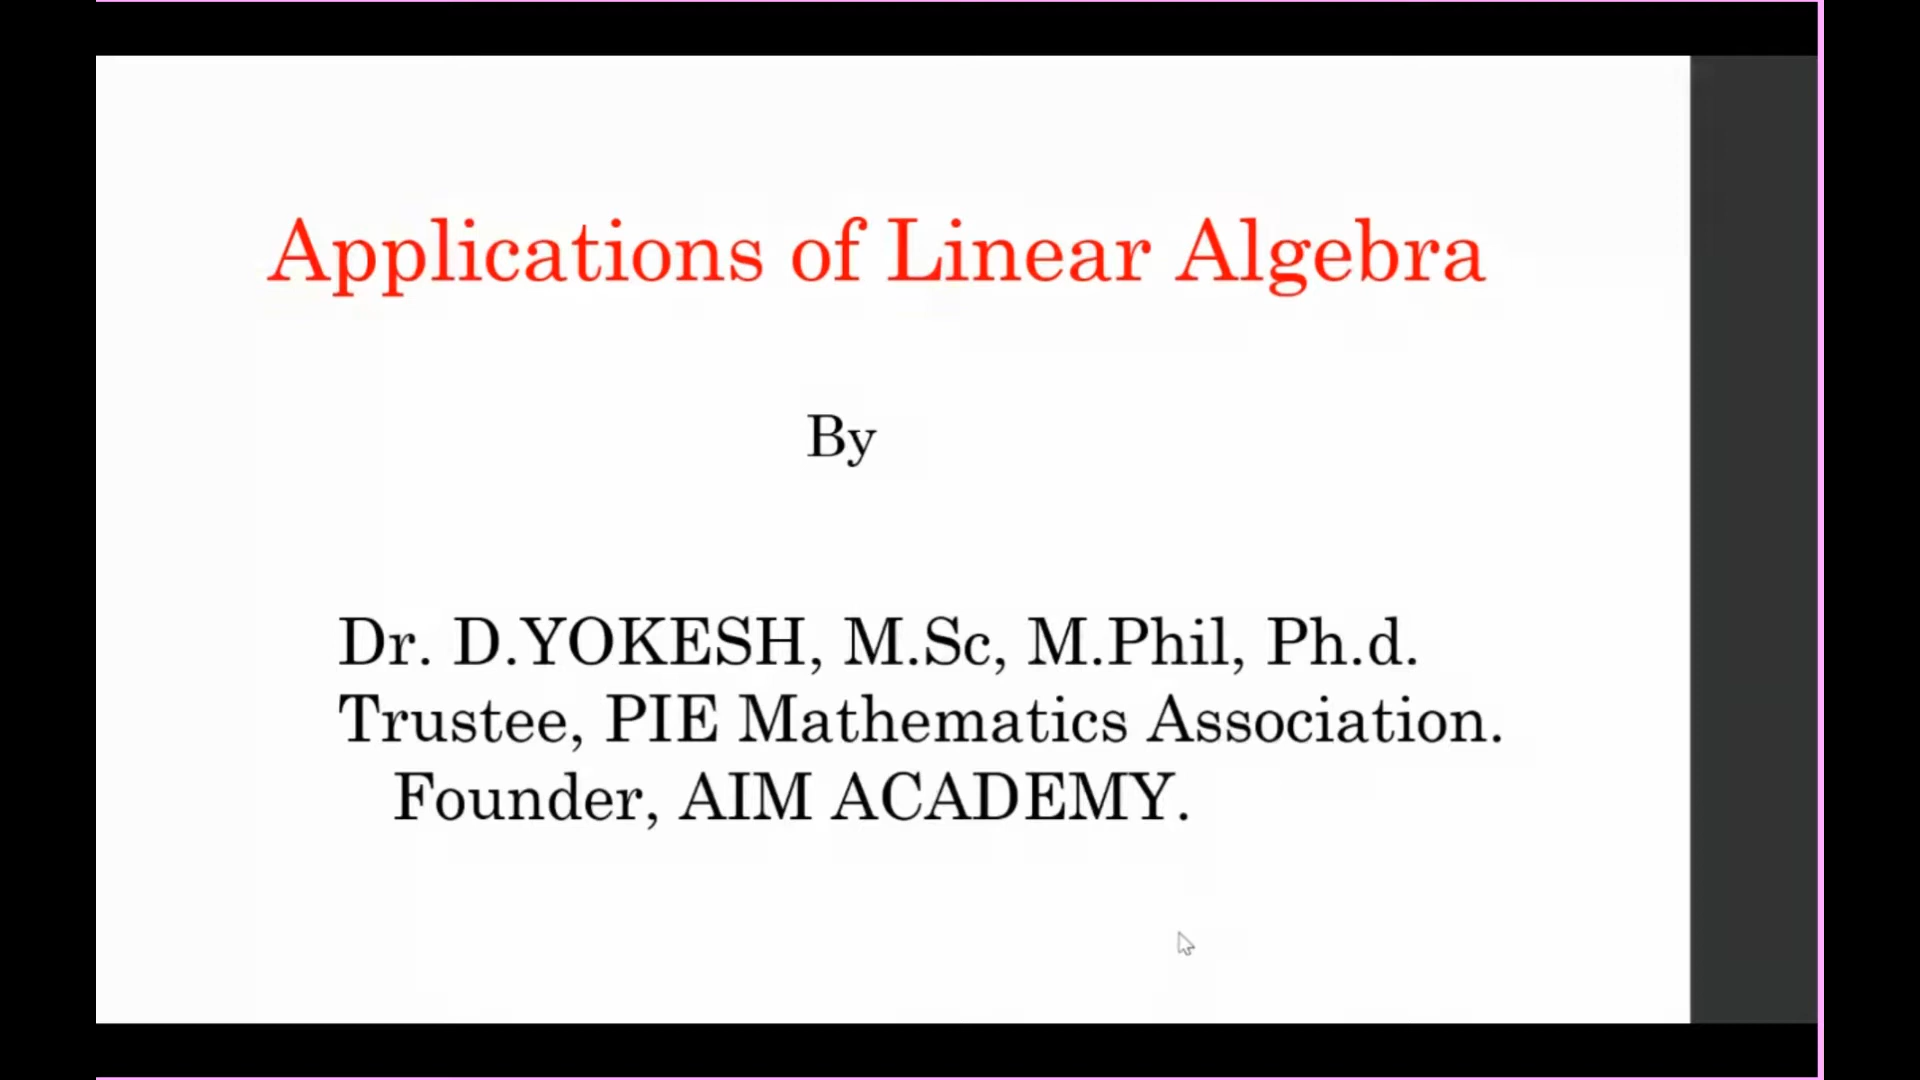 Applications of Linear Algebra
By
Dr. D.YOKESH, M.Sc, M.Phil, Ph.d.
Trustee, PIE Mathematics Association.
Founder, AIM ACADEMY.